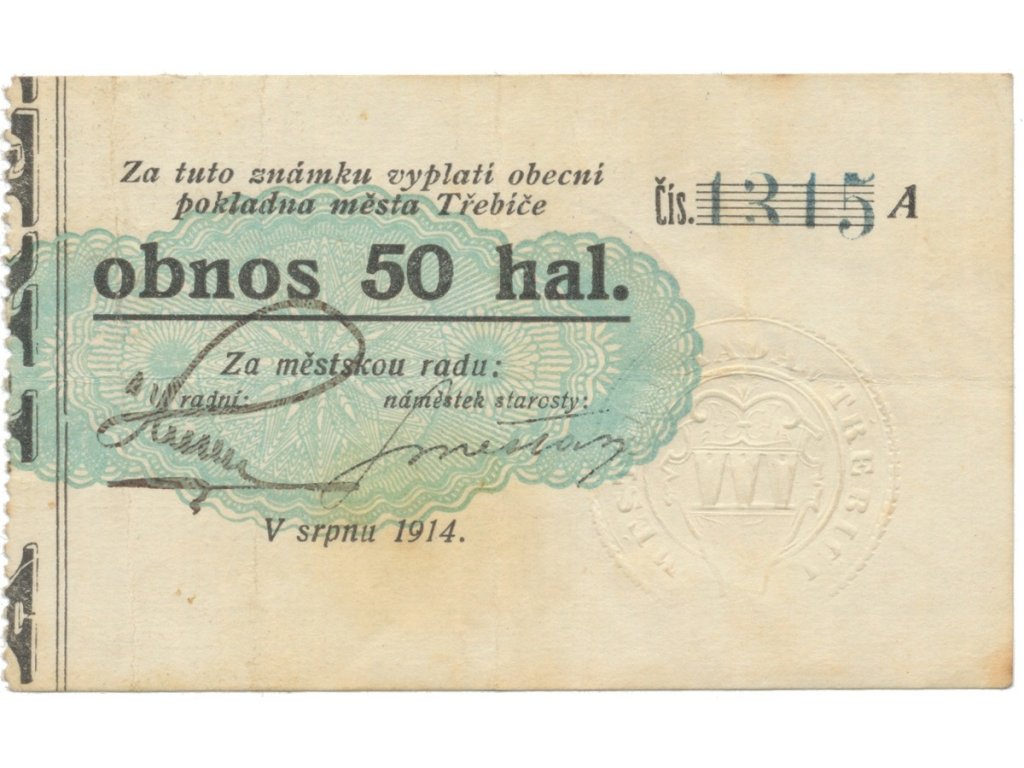 Za tuto známku vyplatí obecní
pokladna města Třebíče
Čís. 1315 A
obnos 50 hal.
Za městskou radu:
radní:
náměstek starosty:
V srpnu 1914.